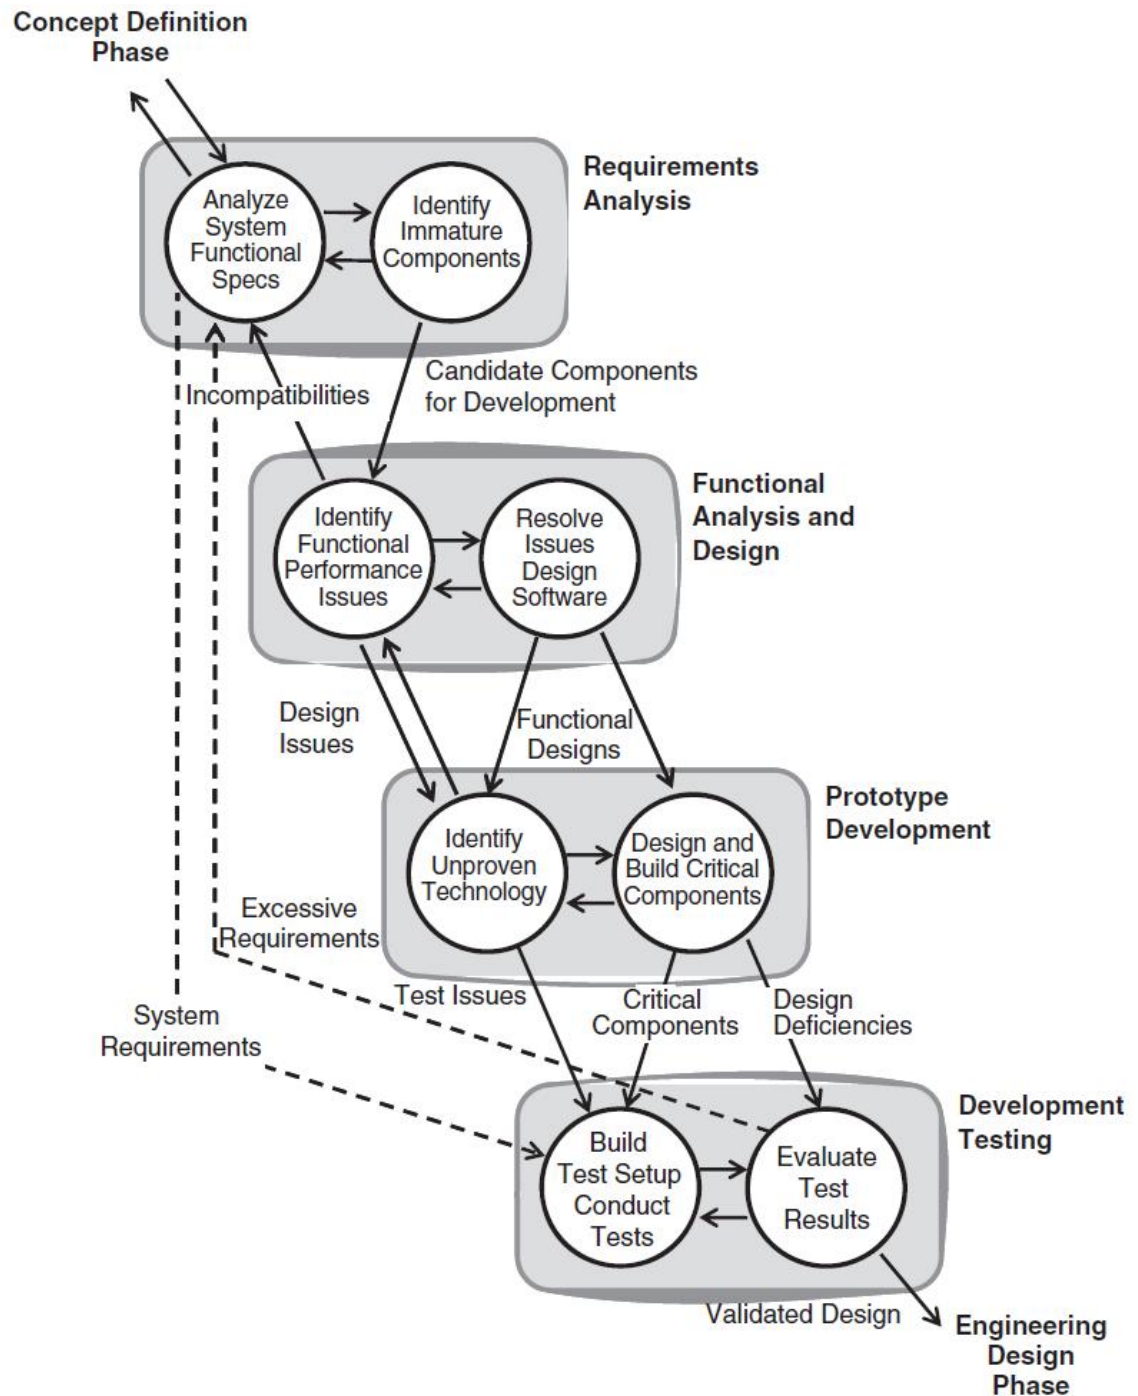 Concept Definition
Phase
Requirements
Analysis
Analyze
System
Functional
Specs
Identify
Immature
Components
Incompatibilities
Candidate Components
for Development
Functional
Analysis and
Design
Identify
Functional
Performance
Issues
Resolve
Issues
Design
Software
Design
Issues
Functional
Designs
Prototype
Development
Identify
Unproven
Technology
Design and
Build Critical
Components
Excessive
Requirements
Test Issues
Critical
Components
Design
Deficiencies
System
Requirements
Development
Testing
Build
Test Setup
Conduct
Tests
Evaluate
Test
Results
Validated Design
Engineering
Design
Phase